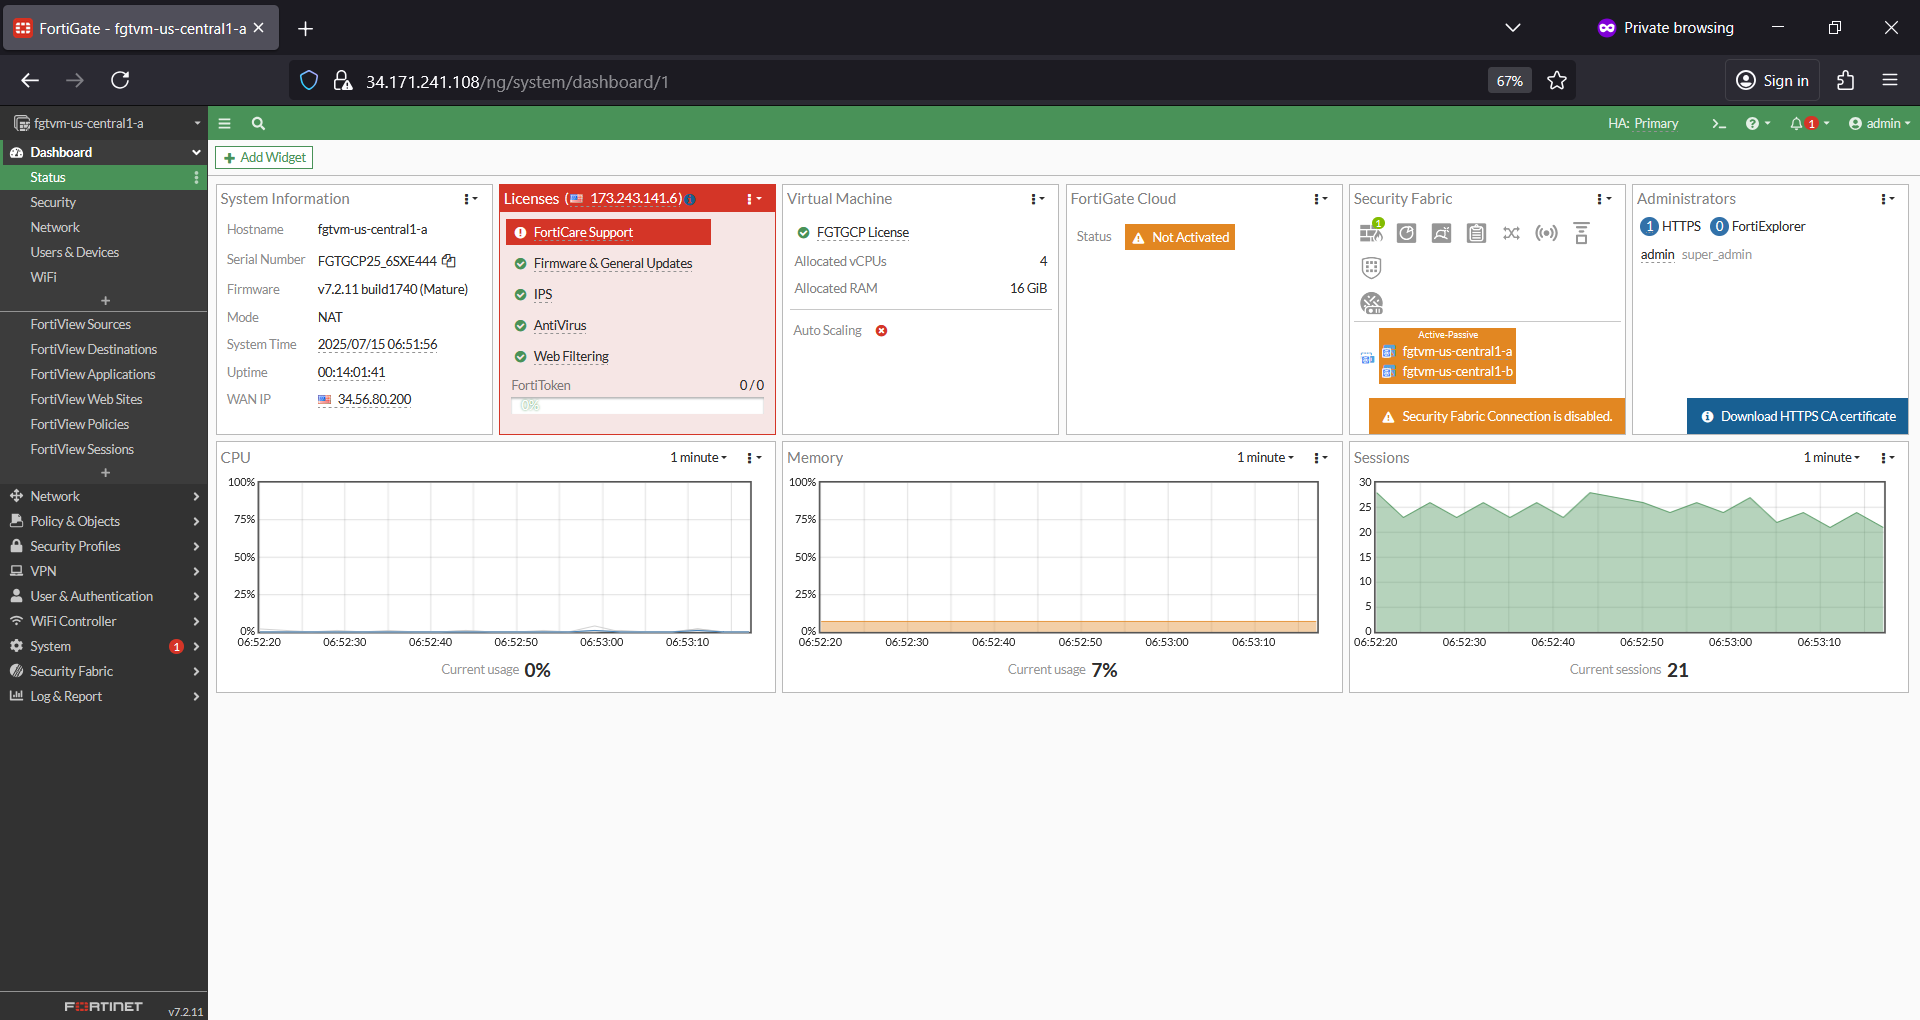 FortiGate - fgtvm-us-central1-a
Private browsing
34.171.241.108/ng/system/dashboard/1
67%
Sign in
fgtvm-us-central1-a
HA: Primary
1
admin
Dashboard
Status
Security
Network
Users & Devices
WiFi
FortiView Sources
FortiView Destinations
FortiView Applications
FortiView Web Sites
FortiView Policies
FortiView Sessions
Network
Policy & Objects
Security Profiles
VPN
User & Authentication
WiFi Controller
System 1
Security Fabric
Log & Report
FORTINET v7.2.11
Add Widget
System Information
Hostname fgtvm-us-central1-a
Serial Number FGTGCP25_6SXE444
Firmware v7.2.11 build1740 (Mature)
Mode NAT
System Time 2025/07/15 06:51:56
Uptime 00:14:01:41
WAN IP 34.56.80.200
Licenses (173.243.141.6)
FortiCare Support
Firmware & General Updates
IPS
AntiVirus
Web Filtering
FortiToken 0 / 0
0%
Virtual Machine
FGTGCP License
Allocated vCPUs 4
Allocated RAM 16 GiB
Auto Scaling
FortiGate Cloud
Status Not Activated
Security Fabric
1
Active-Passive
fgtvm-us-central1-a
fgtvm-us-central1-b
Security Fabric Connection is disabled.
Administrators
1 HTTPS 0 FortiExplorer
admin super_admin
Download HTTPS CA certificate
CPU 1 minute
100%
75%
50%
25%
0%
06:52:20 06:52:30 06:52:40 06:52:50 06:53:00 06:53:10
Current usage 0%
Memory 1 minute
100%
75%
50%
25%
0%
06:52:20 06:52:30 06:52:40 06:52:50 06:53:00 06:53:10
Current usage 7%
Sessions 1 minute
30
25
20
15
10
5
0
06:52:20 06:52:30 06:52:40 06:52:50 06:53:00 06:53:10
Current sessions 21